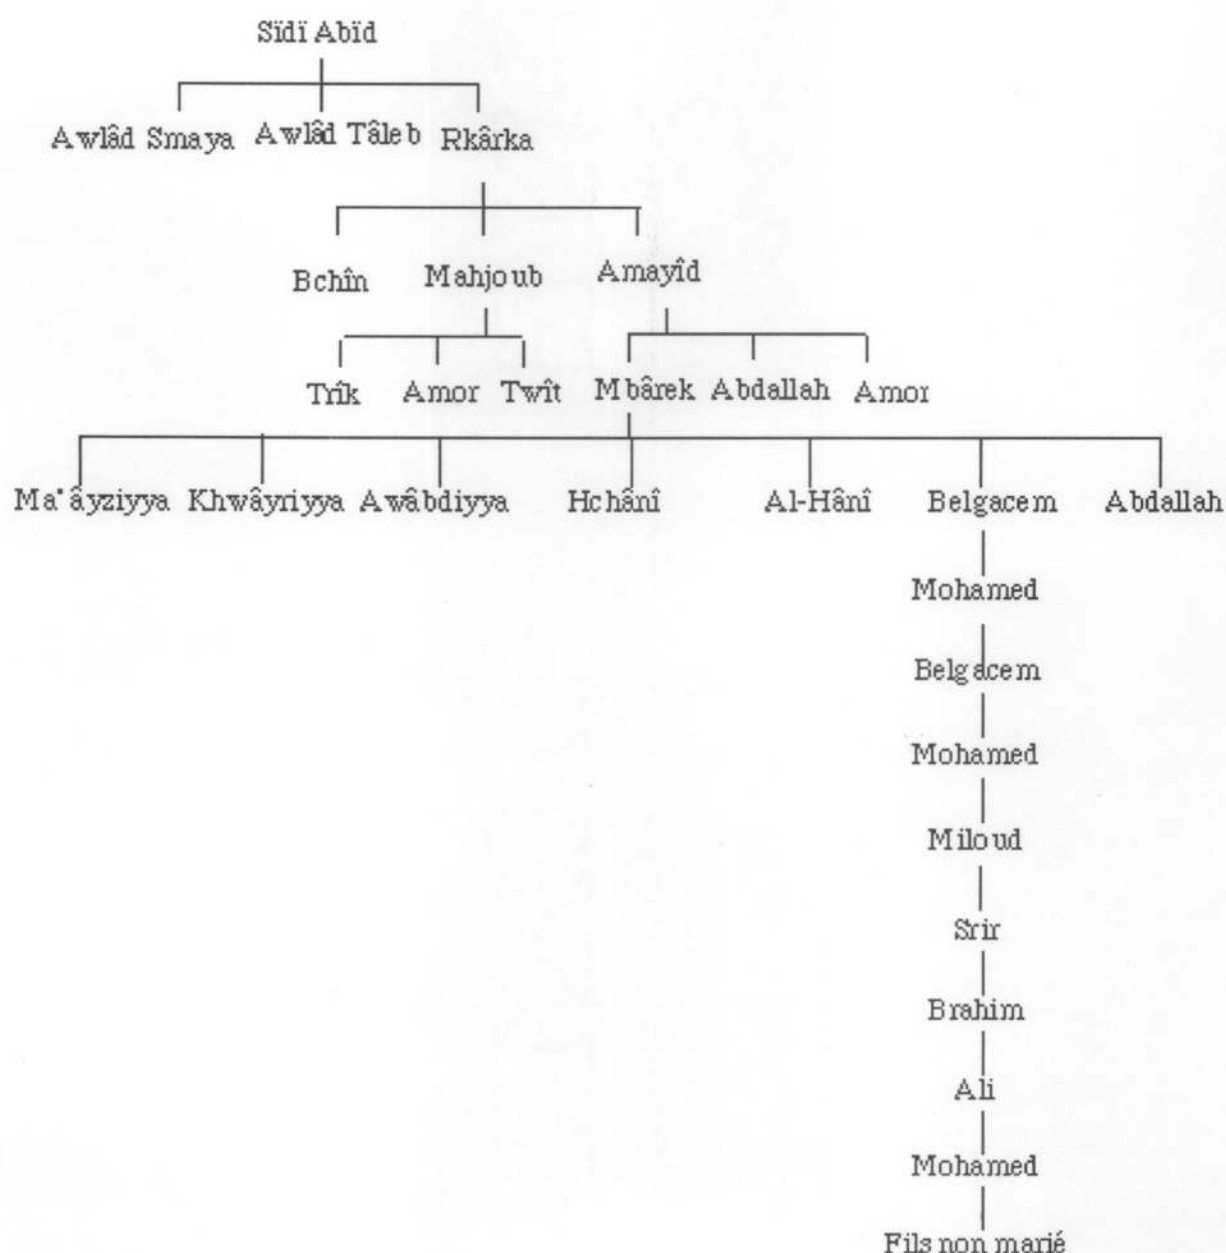 Sïdï Abïd
Awlâd Smaya Awlâd Tâleb Rkârka
Bchîn Mahjoub Amayîd
Trîk Amor Twît Mbârek Abdallah Amor
Ma'âyziyya Khwâyriyya Awâbdiyya Hchânî Al-Hânî Belgacem Abdallah
Mohamed
Belgacem
Mohamed
Miloud
Srir
Brahim
Ali
Mohamed
Fils non marié